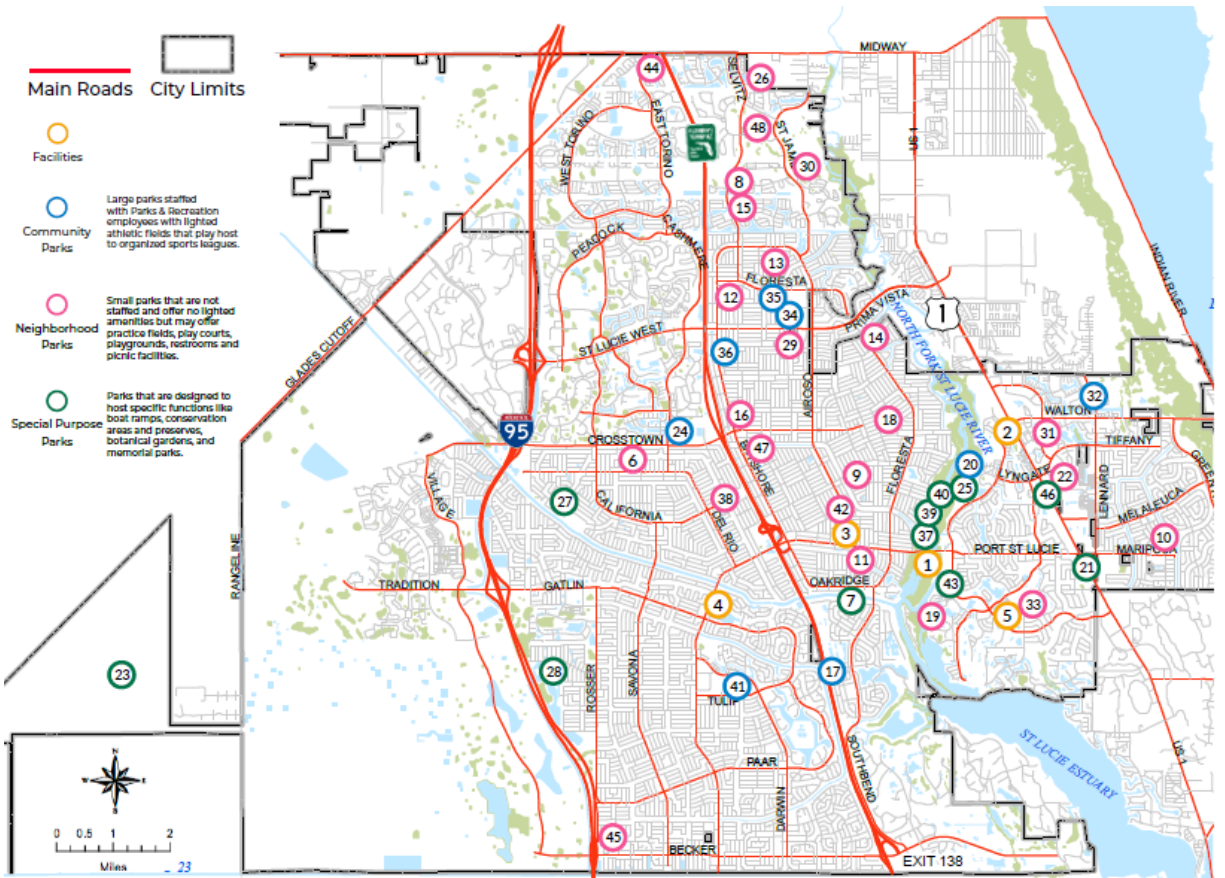 MIDWAY
Main Roads City Limits
Facilities
Community
Parks
Large parks staffed
with Parks & Recreation
employees with lighted
athletic fields that play host
to organized sports leagues.
Neighborhood
Parks
Small parks that are not
staffed and offer no lighted
amenities but may offer
practice fields, play courts,
playgrounds, restrooms and
picnic facilities.
Special Purpose
Parks
Parks that are designed to
host specific functions like
boat ramps, conservation
areas and preserves,
botanical gardens, and
memorial parks.
44
SELVITZ
26
EAST TORINO
WEST TORINO
48
ST JAM
30
US 1
8
15
PEACOCK
CASHMERE
INDIAN RIVER
13
FLORESTA
12
35
34
PRIMA VISTA
1
NORTH FORK ST LUCIE RIVER
GLADES CUTOFF
ST LUCIE WEST
36
29
14
AIROSO
32
WALTON
95
CROSSTOWN
24
16
18
2
31
TIFFANY
6
47
BAYSHORE
FLORESTA
20
LYNGATE
22
LENNARD
VILLAGE
27
CALIFORNIA
38
DEL RIO
9
42
40
25
46
39
MELALEUCA
3
37
10
RANGELINE
11
1
PORT ST LUCIE
MARIPOSA
21
TRADITION
GATLIN
OAKRIDGE
43
4
7
19
5
33
23
28
ROSSER
SAVONA
41
TULIP
17
ST LUCIE ESTUARY
US 1
SOUTHBEND
PAAR
DARWIN
N
W E
S
0 0.5 1 2
Miles
23
45
BECKER
EXIT 138